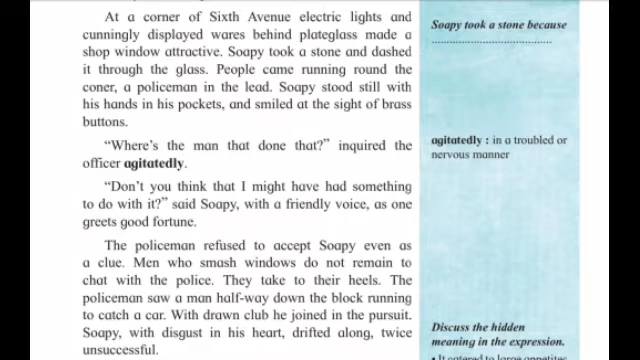 At a corner of Sixth Avenue electric lights and
cunningly displayed wares behind plateglass made a
shop window attractive. Soapy took a stone and dashed
it through the glass. People came running round the
coner, a policeman in the lead. Soapy stood still with
his hands in his pockets, and smiled at the sight of brass
buttons.
"Where's the man that done that?" inquired the
officer agitatedly.
"Don't you think that I might have had something
to do with it?" said Soapy, with a friendly voice, as one
greets good fortune.
The policeman refused to accept Soapy even as
a clue. Men who smash windows do not remain to
chat with the police. They take to their heels. The
policeman saw a man half-way down the block running
to catch a car. With drawn club he joined in the pursuit.
Soapy, with disgust in his heart, drifted along, twice
unsuccessful.
Soapy took a stone because
........................................
agitatedly : in a troubled or
nervous manner
Discuss the hidden
meaning in the expression.
• It catered to large appetites